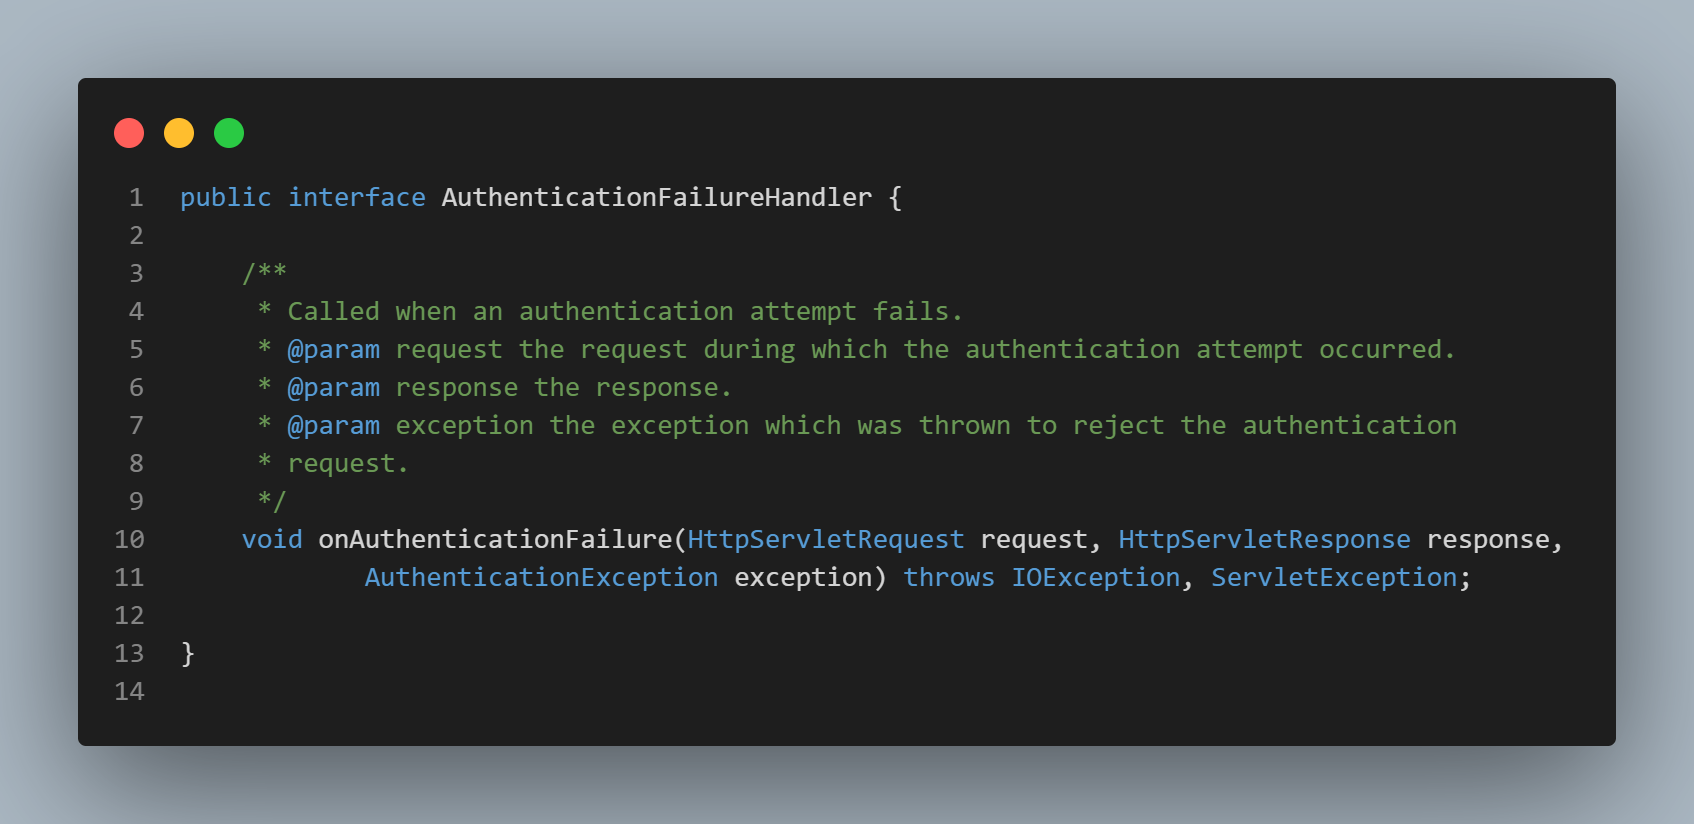 1 public interface AuthenticationFailureHandler {
2
3     /**
4      * Called when an authentication attempt fails.
5      * @param request the request during which the authentication attempt occurred.
6      * @param response the response.
7      * @param exception the exception which was thrown to reject the authentication
8      * request.
9      */
10     void onAuthenticationFailure(HttpServletRequest request, HttpServletResponse response,
11             AuthenticationException exception) throws IOException, ServletException;
12
13 }
14